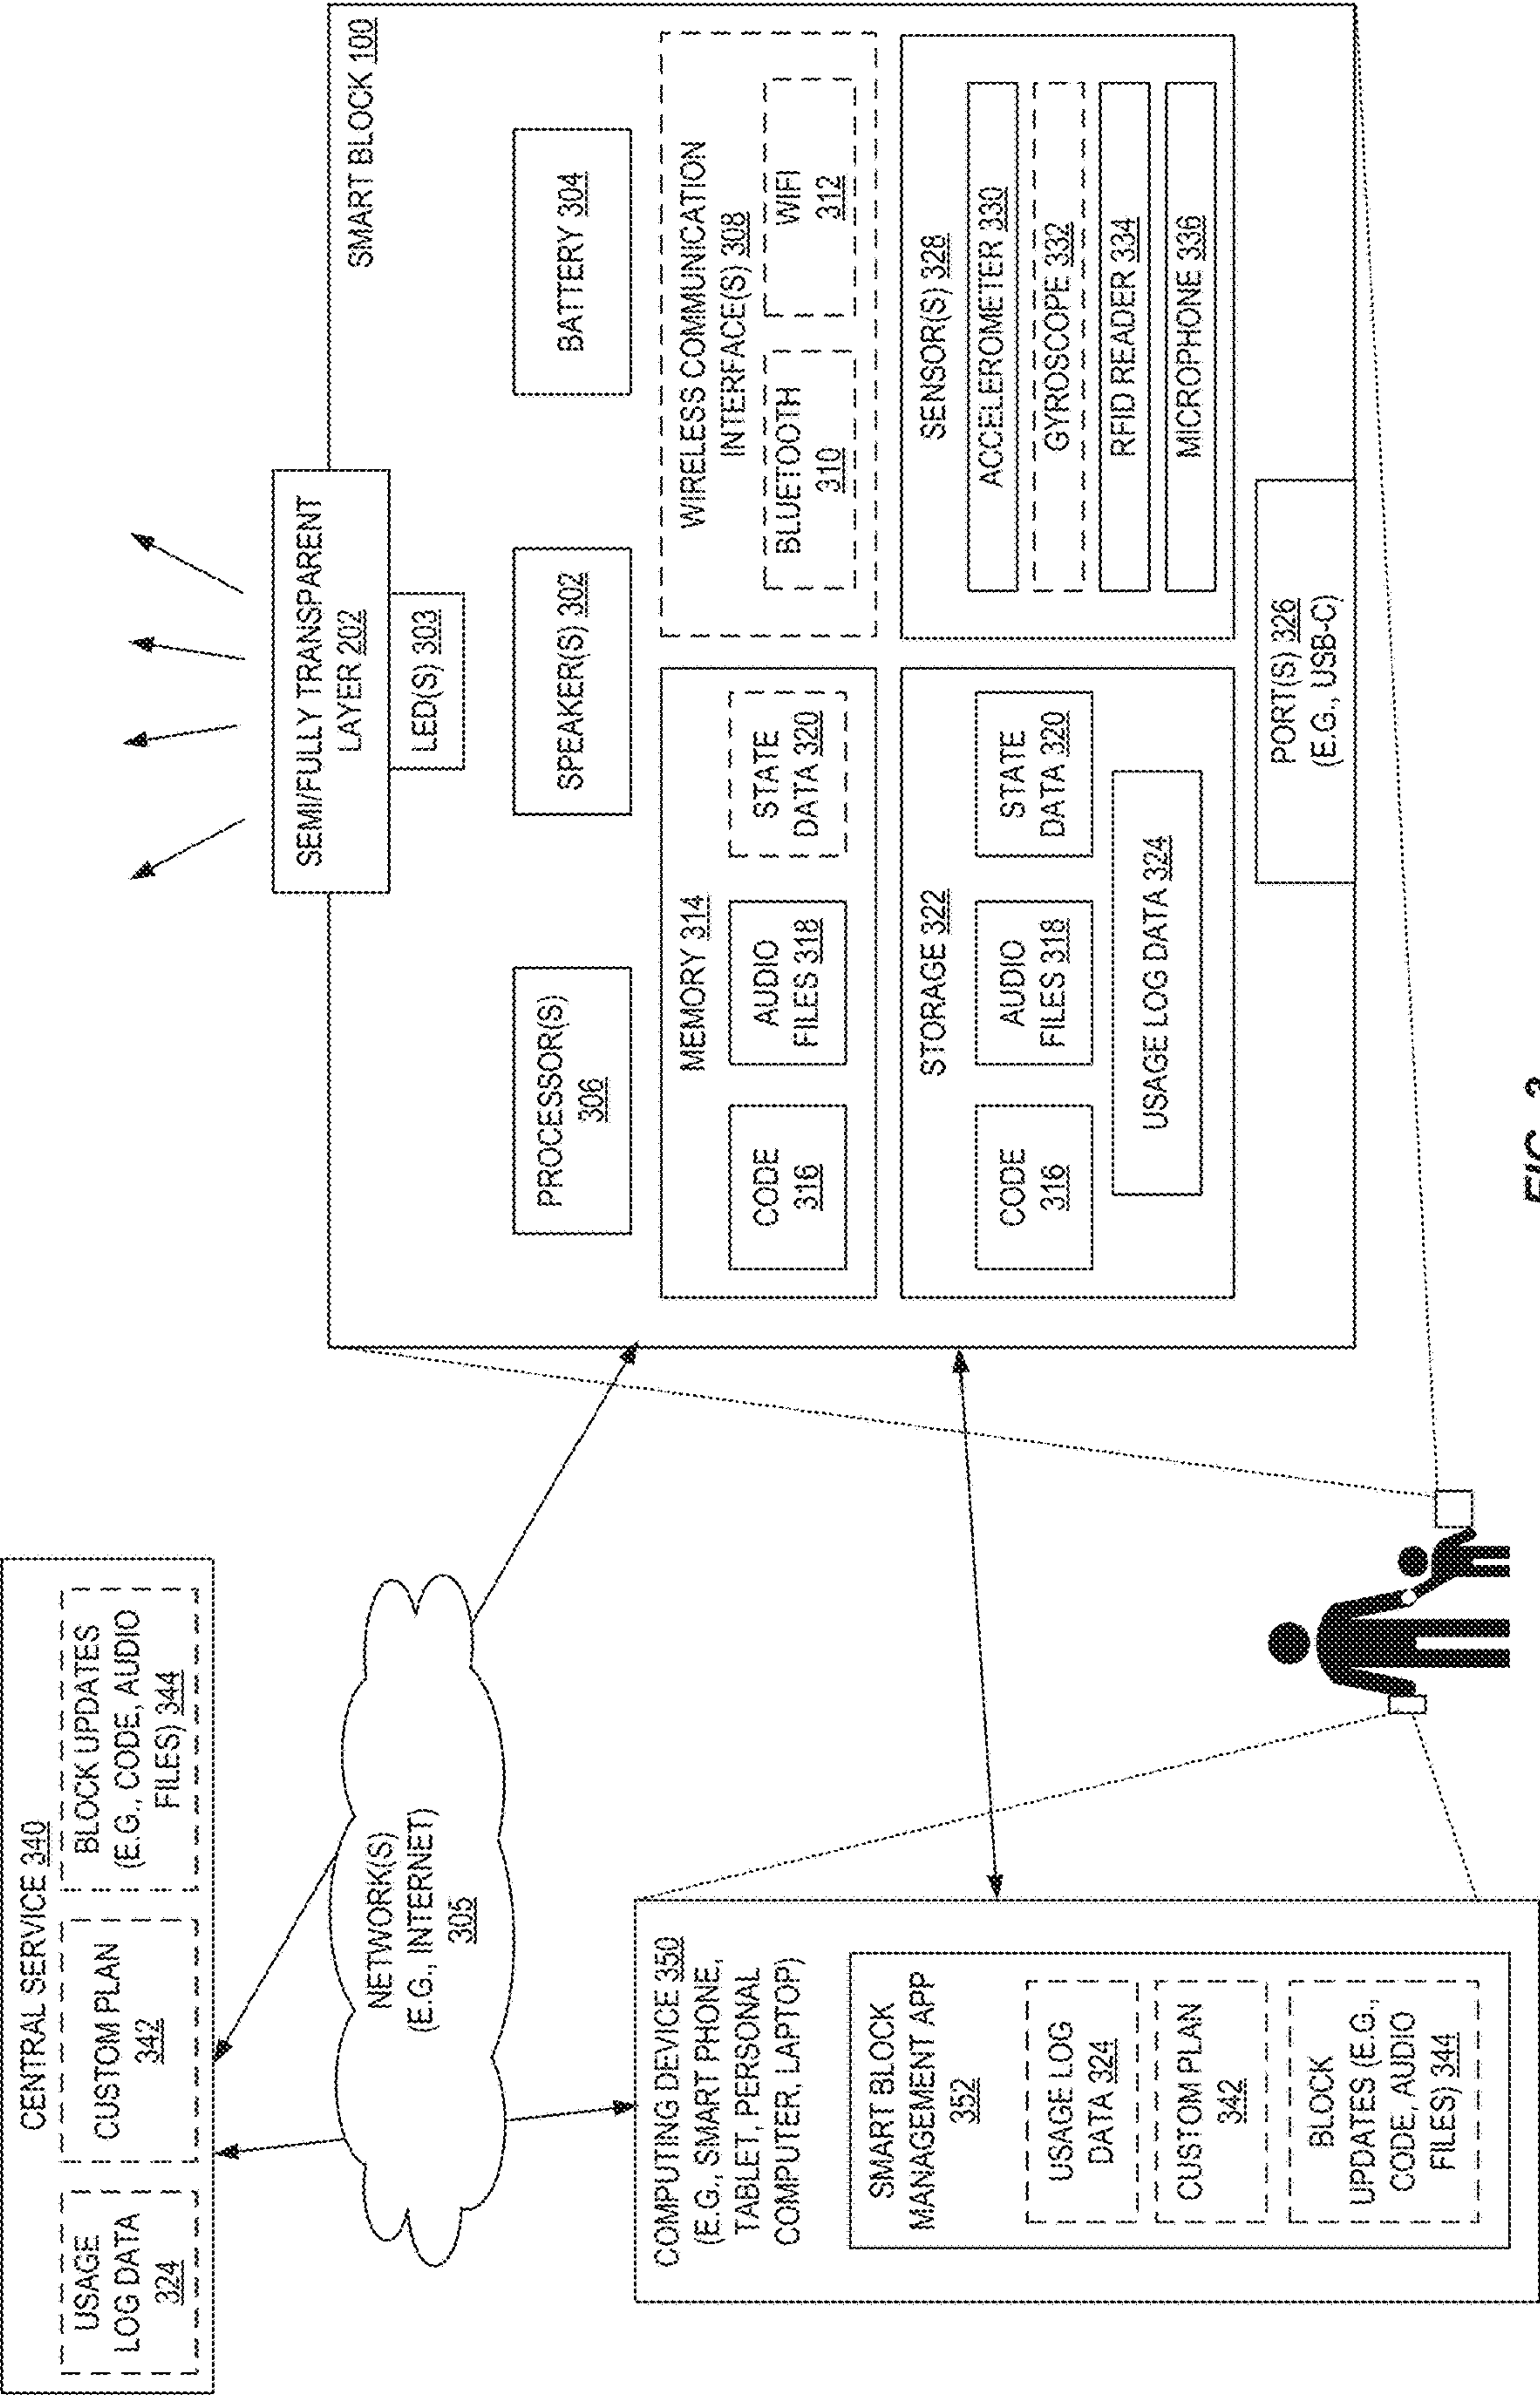 CENTRAL SERVICE 340
USAGE
LOG DATA
324
CUSTOM PLAN
342
BLOCK UPDATES
(E.G., CODE, AUDIO
FILES) 344
NETWORK(S)
(E.G., INTERNET)
305
COMPUTING DEVICE 350
(E.G., SMART PHONE,
TABLET, PERSONAL
COMPUTER, LAPTOP)
SMART BLOCK
MANAGEMENT APP
352
USAGE LOG
DATA 324
CUSTOM PLAN
342
BLOCK
UPDATES (E.G.,
CODE, AUDIO
FILES) 344
SMART BLOCK 100
SEMI/FULLY TRANSPARENT
LAYER 202
LED(S) 303
PROCESSOR(S)
306
SPEAKER(S) 302
BATTERY 304
MEMORY 314
CODE
316
AUDIO
FILES 318
STATE
DATA 320
WIRELESS COMMUNICATION
INTERFACE(S) 308
BLUETOOTH
310
WIFI
312
STORAGE 322
CODE
316
AUDIO
FILES 318
STATE
DATA 320
USAGE LOG DATA 324
SENSOR(S) 328
ACCELEROMETER 330
GYROSCOPE 332
RFID READER 334
MICROPHONE 336
PORT(S) 326
(E.G., USB-C)
FIG. 3